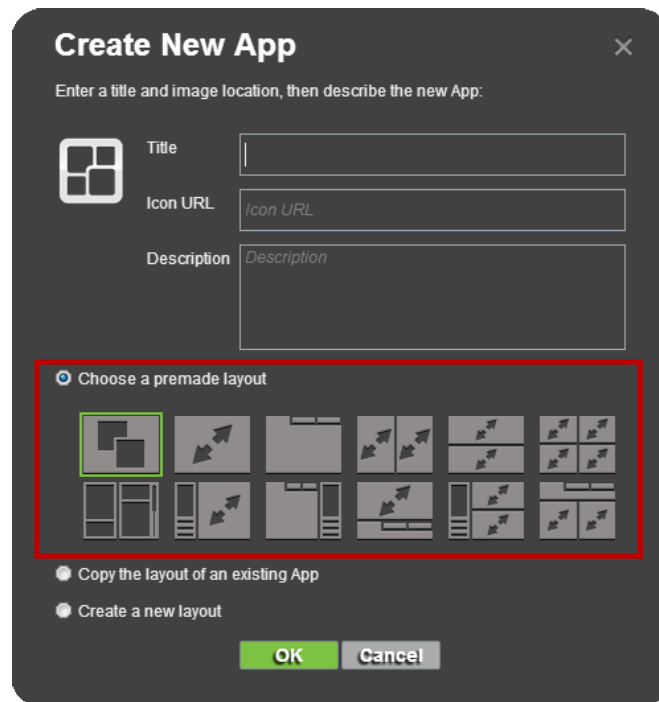 Create New App
Enter a title and image location, then describe the new App:
Title
Icon URL
Icon URL
Description
Description
Choose a premade layout
Copy the layout of an existing App
Create a new layout
OK
Cancel